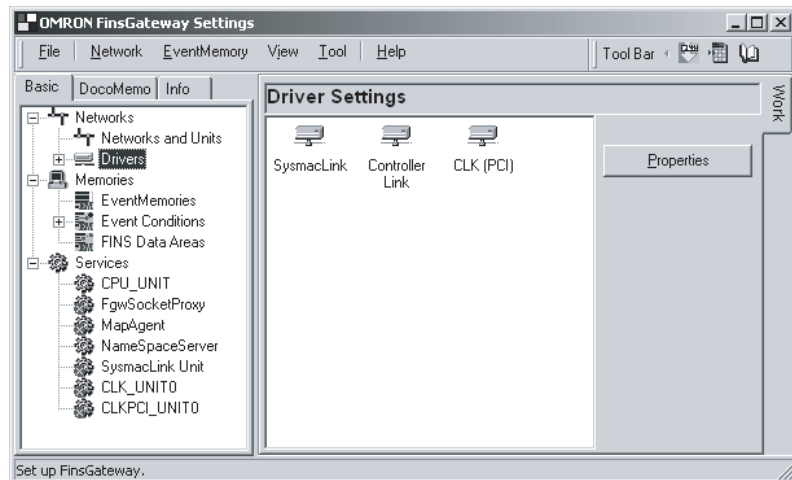 OMRON FinsGateway Settings
File Network EventMemory View Tool Help
Tool Bar
Basic DocoMemo Info
Networks
Networks and Units
Drivers
Memories
EventMemories
Event Conditions
FINS Data Areas
Services
CPU_UNIT
FgwSocketProxy
MapAgent
NameSpaceServer
SysmacLink Unit
CLK_UNIT0
CLKPCI_UNIT0
Driver Settings
SysmacLink
Controller
Link
CLK (PCI)
Properties
Work
Set up FinsGateway.